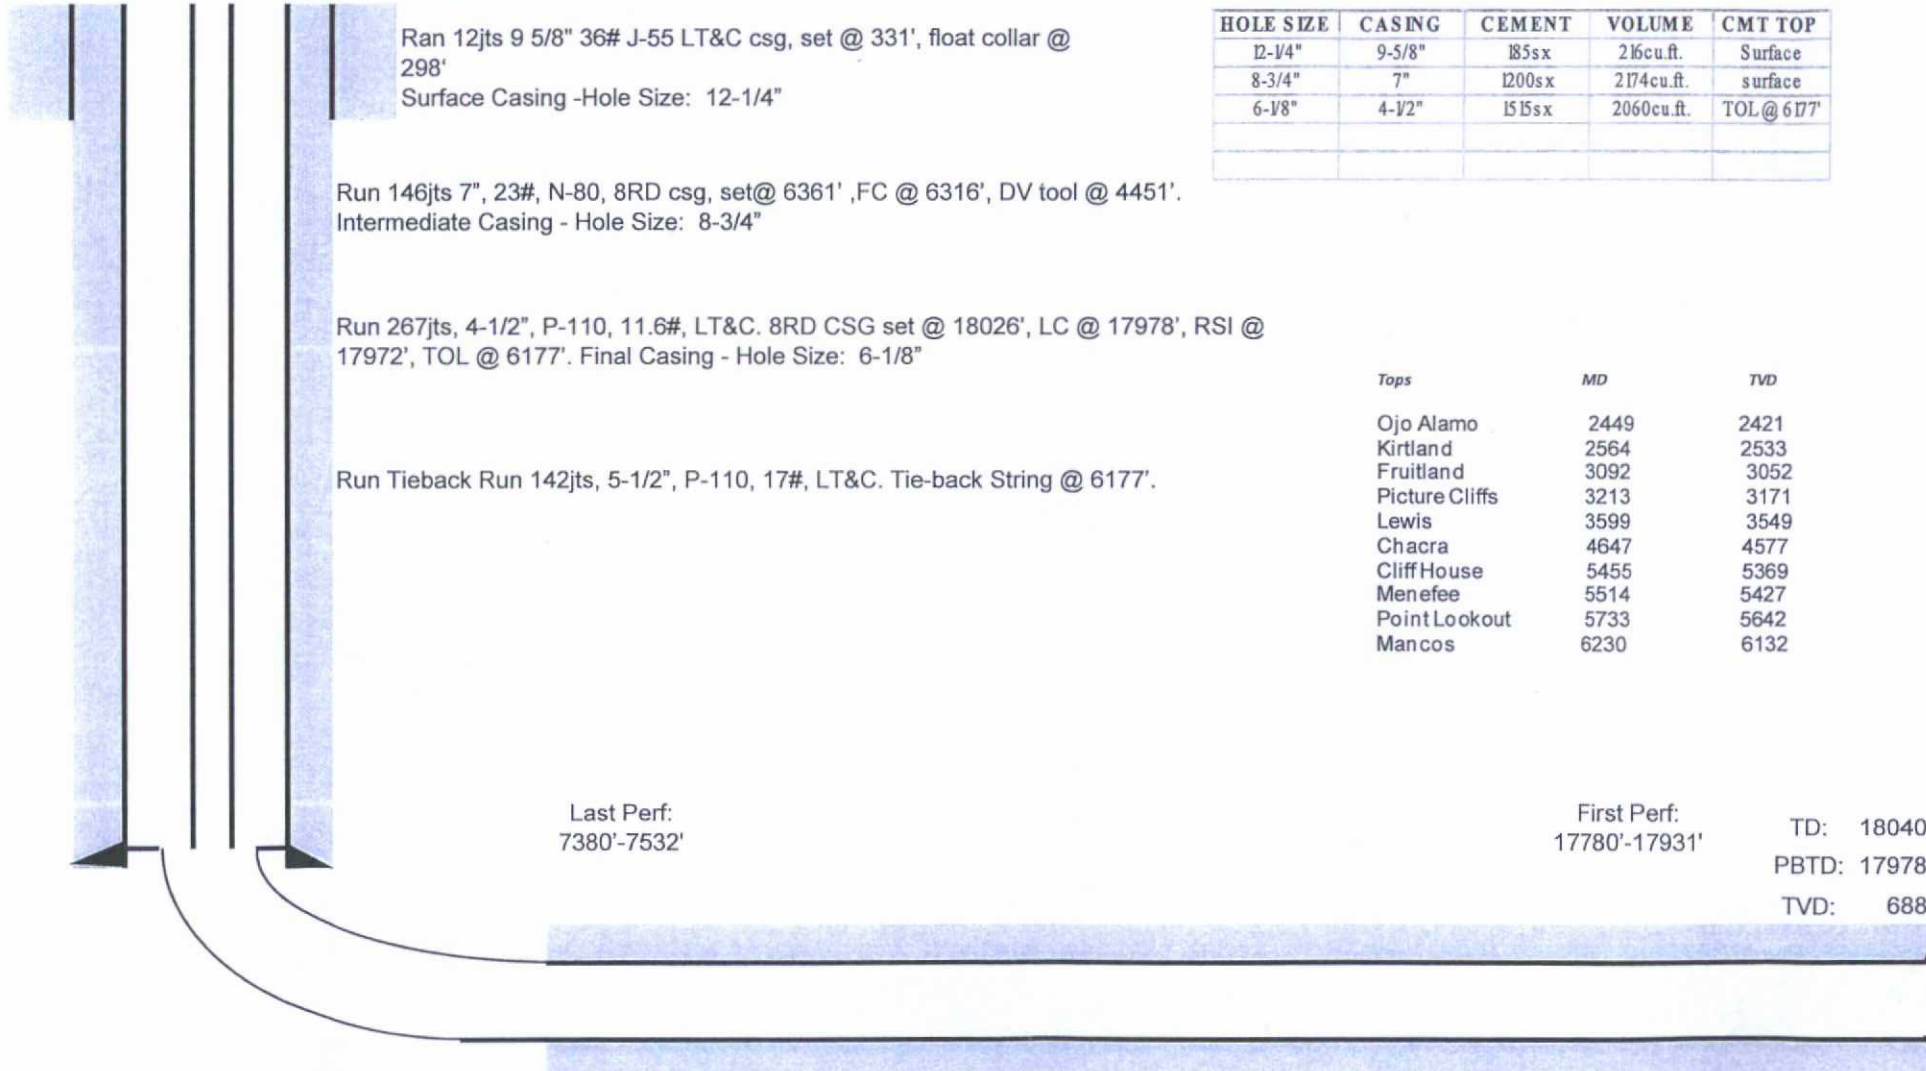 Ran 12jts 9 5/8" 36# J-55 LT&C csg, set @ 331', float collar @
298'
Surface Casing -Hole Size: 12-1/4"
HOLE SIZE CASING CEMENT VOLUME CMT TOP
12-1/4" 9-5/8" 185sx 216cu.ft. Surface
8-3/4" 7" 1200sx 2174cu.ft. surface
6-1/8" 4-1/2" 1515sx 2060cu.ft. TOL@ 6177'
Run 146jts 7", 23#, N-80, 8RD csg, set@ 6361' ,FC @ 6316', DV tool @ 4451'.
Intermediate Casing - Hole Size: 8-3/4"
Run 267jts, 4-1/2", P-110, 11.6#, LT&C. 8RD CSG set @ 18026', LC @ 17978', RSI @
17972', TOL @ 6177'. Final Casing - Hole Size: 6-1/8"
Run Tieback Run 142jts, 5-1/2", P-110, 17#, LT&C. Tie-back String @ 6177'.
Tops MD TVD
Ojo Alamo 2449 2421
Kirtland 2564 2533
Fruitland 3092 3052
Picture Cliffs 3213 3171
Lewis 3599 3549
Chacra 4647 4577
Cliff House 5455 5369
Menefee 5514 5427
Point Lookout 5733 5642
Mancos 6230 6132
Last Perf:
7380'-7532'
First Perf:
17780'-17931'
TD: 18040
PBTD: 17978
TVD: 688